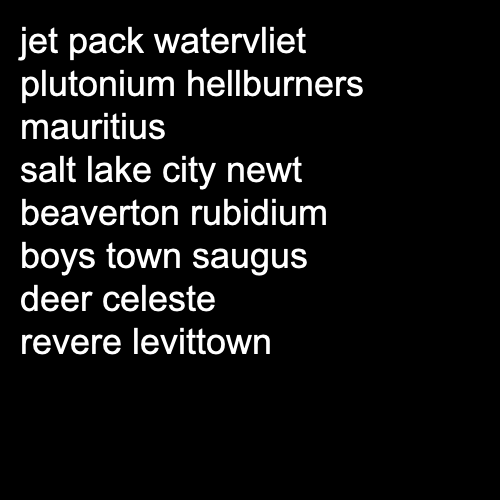 jet pack watervliet
plutonium hellburners
mauritius
salt lake city newt
beaverton rubidium
boys town saugus
deer celeste
revere levittown